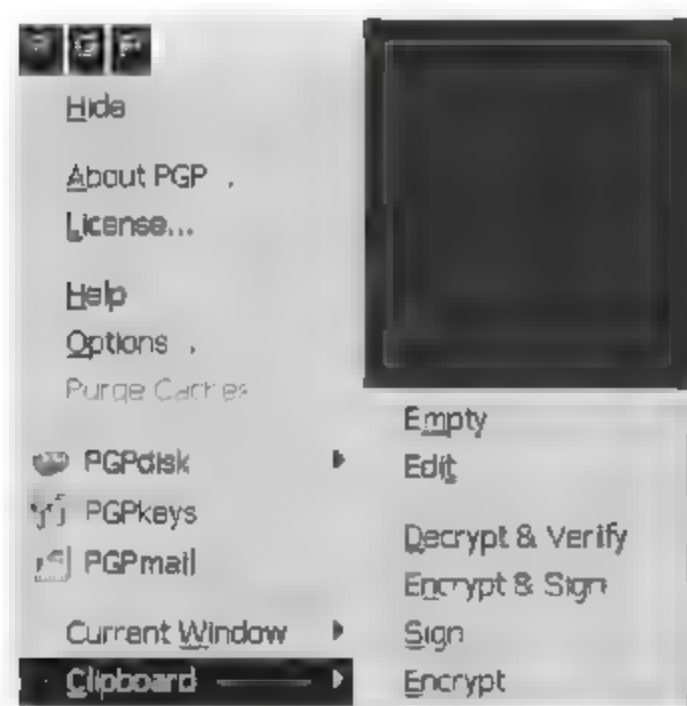 PGP
Hide
About PGP
License...
Help
Options
Purge Caches
PGPdisk
PGPkeys
PGPmail
Current Window
Clipboard
Empty
Edit
Decrypt & Verify
Encrypt & Sign
Sign
Encrypt